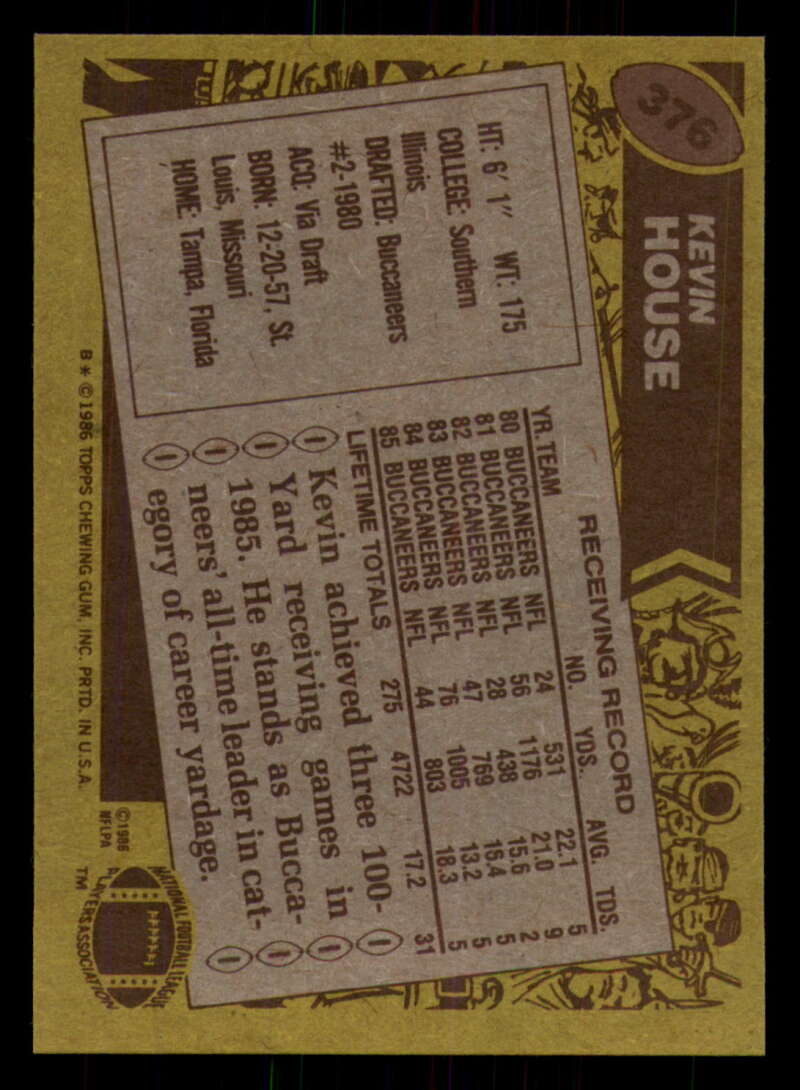 376
KEVIN
HOUSE
HT: 6' 1" WT: 175
COLLEGE: Southern
Illinois
DRAFTED: Buccaneers
#2-1980
ACQ: Via Draft
BORN: 12-20-57, St.
Louis, Missouri
HOME: Tampa, Florida
RECEIVING RECORD
YR. TEAM NO. YDS. AVG. TDS.
80 BUCCANEERS NFL 24 531 22.1 5
81 BUCCANEERS NFL 56 1176 21.0 9
82 BUCCANEERS NFL 28 438 15.6 2
83 BUCCANEERS NFL 47 769 16.4 5
84 BUCCANEERS NFL 76 1005 13.2 5
85 BUCCANEERS NFL 44 803 18.3 5
LIFETIME TOTALS 275 4722 17.2 31
Kevin achieved three 100-
Yard receiving games in
1985. He stands as Bucca-
neers' all-time leader in cat-
egory of career yardage.
B * ©1986 TOPPS CHEWING GUM, INC. PRTD. IN U.S.A.
©1986
NFLPA
NATIONAL FOOTBALL LEAGUE
PLAYERS ASSOCIATION
TM